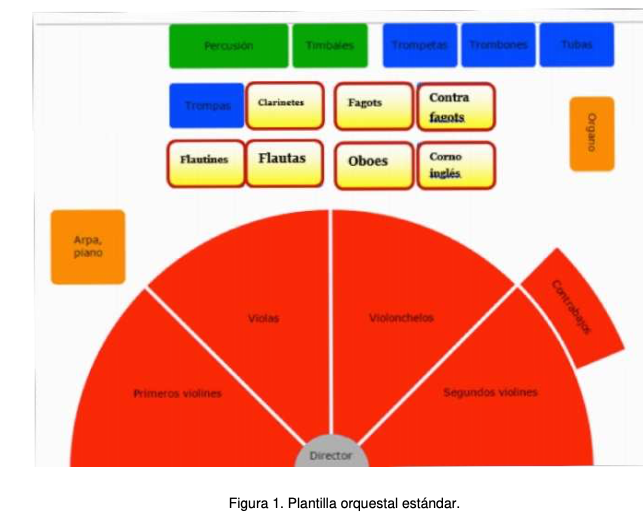 Percusión
Timbales
Trompetas
Trombones
Tubas
Trompas
Clarinetes
Fagots
Contra
fagots
Organo
Flautines
Flautas
Oboes
Corno
inglés
Arpa,
piano
Contrabajos
Violas
Violonchelos
Primeros violines
Segundos violines
Director
Figura 1. Plantilla orquestal estándar.